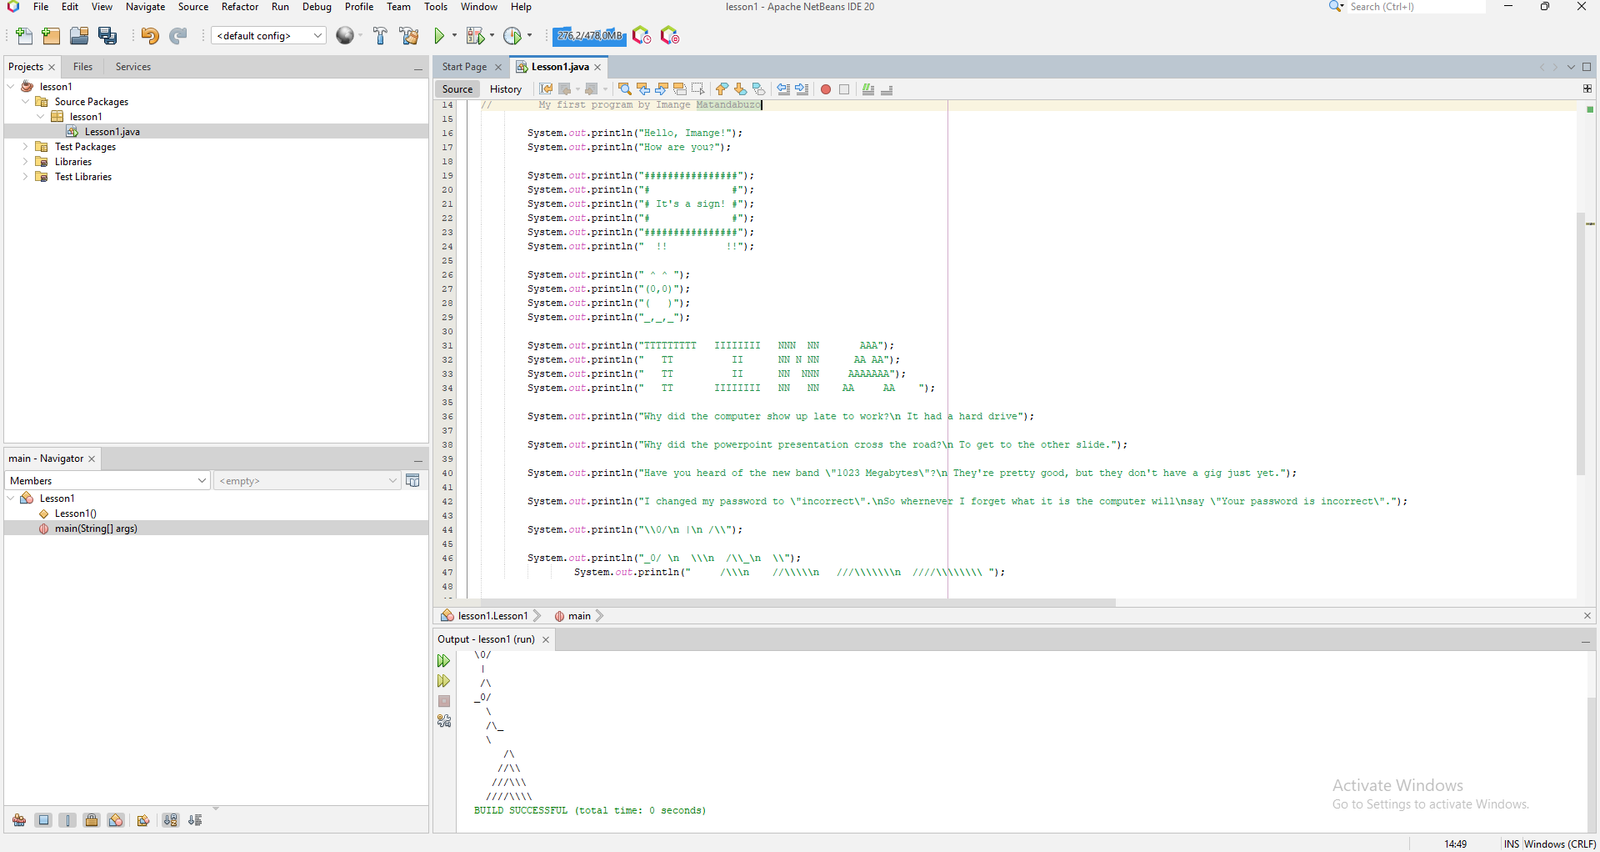 File Edit View Navigate Source Refactor Run Debug Profile Team Tools Window Help lesson1 - Apache NetBeans IDE 20 Search (Ctrl+I)
<default config> 276,2/478,0MB
Projects Files Services
lesson1
Source Packages
lesson1
Lesson1.java
Test Packages
Libraries
Test Libraries
main - Navigator
Members <empty>
Lesson1
Lesson1()
main(String[] args)
Start Page Lesson1.java
Source History
14 // My first program by Imange Matandabuzo
15
16 System.out.println("Hello, Imange!");
17 System.out.println("How are you?");
18
19 System.out.println("################");
20 System.out.println("#              #");
21 System.out.println("# It's a sign! #");
22 System.out.println("#              #");
23 System.out.println("################");
24 System.out.println("  !!          !!");
25
26 System.out.println(" ^ ^ ");
27 System.out.println("(0,0)");
28 System.out.println("(   )");
29 System.out.println("_,_,_");
30
31 System.out.println("TTTTTTTTT   IIIIIIII   NNN  NN       AAA");
32 System.out.println("   TT          II      NN N NN      AA AA");
33 System.out.println("   TT          II      NN  NNN     AAAAAAA");
34 System.out.println("   TT       IIIIIIII   NN   NN    AA     AA    ");
35
36 System.out.println("Why did the computer show up late to work?\n It had a hard drive");
37
38 System.out.println("Why did the powerpoint presentation cross the road?\n To get to the other slide.");
39
40 System.out.println("Have you heard of the new band \"1023 Megabytes\"?\n They're pretty good, but they don't have a gig just yet.");
41
42 System.out.println("I changed my password to \"incorrect\".\nSo whernever I forget what it is the computer will\nsay \"Your password is incorrect\".");
43
44 System.out.println("\\0/\n |\n /\\");
45
46 System.out.println("_0/ \n  \\\n  /\\_\n  \\");
47 System.out.println("     /\\\n    //\\\\\n   ///\\\\\\\n  ////\\\\\\\\ ");
48
lesson1.Lesson1 main
Output - lesson1 (run)
\0/
|
/\
_0/
\
/\_
\
/\
//\\
///\\\
////\\\\
BUILD SUCCESSFUL (total time: 0 seconds)
Activate Windows
Go to Settings to activate Windows.
14:49 INS Windows (CRLF)